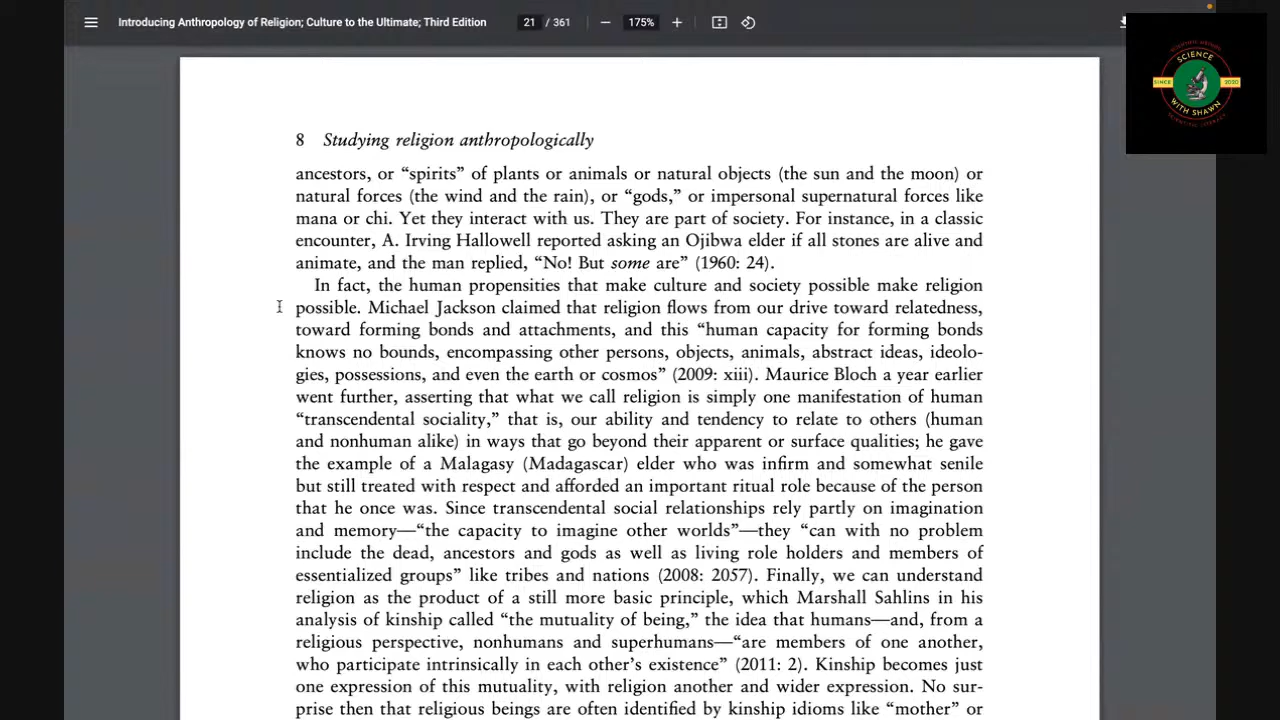 Introducing Anthropology of Religion; Culture to the Ultimate; Third Edition
21 / 361
175%
SCIENTIFIC METHOD
SCIENCE
SINCE
2020
WITH SHAWN
SCIENTIFIC LITERACY
8 Studying religion anthropologically
ancestors, or “spirits” of plants or animals or natural objects (the sun and the moon) or
natural forces (the wind and the rain), or “gods,” or impersonal supernatural forces like
mana or chi. Yet they interact with us. They are part of society. For instance, in a classic
encounter, A. Irving Hallowell reported asking an Ojibwa elder if all stones are alive and
animate, and the man replied, “No! But some are” (1960: 24).
In fact, the human propensities that make culture and society possible make religion
possible. Michael Jackson claimed that religion flows from our drive toward relatedness,
toward forming bonds and attachments, and this “human capacity for forming bonds
knows no bounds, encompassing other persons, objects, animals, abstract ideas, ideolo-
gies, possessions, and even the earth or cosmos” (2009: xiii). Maurice Bloch a year earlier
went further, asserting that what we call religion is simply one manifestation of human
“transcendental sociality,” that is, our ability and tendency to relate to others (human
and nonhuman alike) in ways that go beyond their apparent or surface qualities; he gave
the example of a Malagasy (Madagascar) elder who was infirm and somewhat senile
but still treated with respect and afforded an important ritual role because of the person
that he once was. Since transcendental social relationships rely partly on imagination
and memory—“the capacity to imagine other worlds”—they “can with no problem
include the dead, ancestors and gods as well as living role holders and members of
essentialized groups” like tribes and nations (2008: 2057). Finally, we can understand
religion as the product of a still more basic principle, which Marshall Sahlins in his
analysis of kinship called “the mutuality of being,” the idea that humans—and, from a
religious perspective, nonhumans and superhumans—“are members of one another,
who participate intrinsically in each other’s existence” (2011: 2). Kinship becomes just
one expression of this mutuality, with religion another and wider expression. No sur-
prise then that religious beings are often identified by kinship idioms like “mother” or